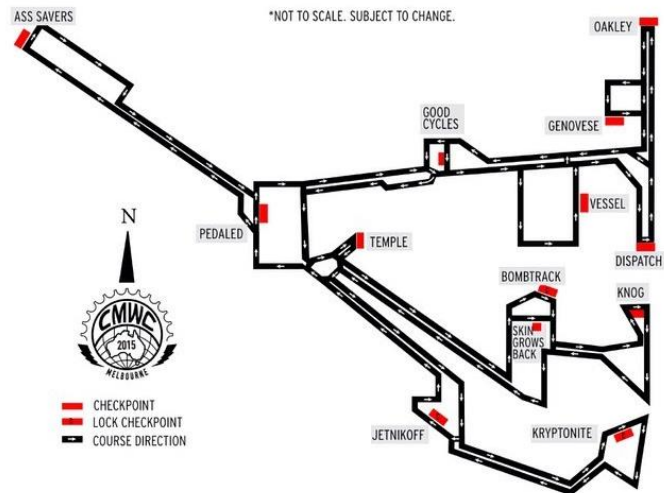 ASS SAVERS
*NOT TO SCALE. SUBJECT TO CHANGE.
OAKLEY
GOOD
CYCLES
GENOVESE
VESSEL
PEDALED
TEMPLE
DISPATCH
BOMBTRACK
KNOG
SKIN
GROWS
BACK
N
CMWC
2015
MELBOURNE
CHECKPOINT
LOCK CHECKPOINT
COURSE DIRECTION
JETNIKOFF
KRYPTONITE